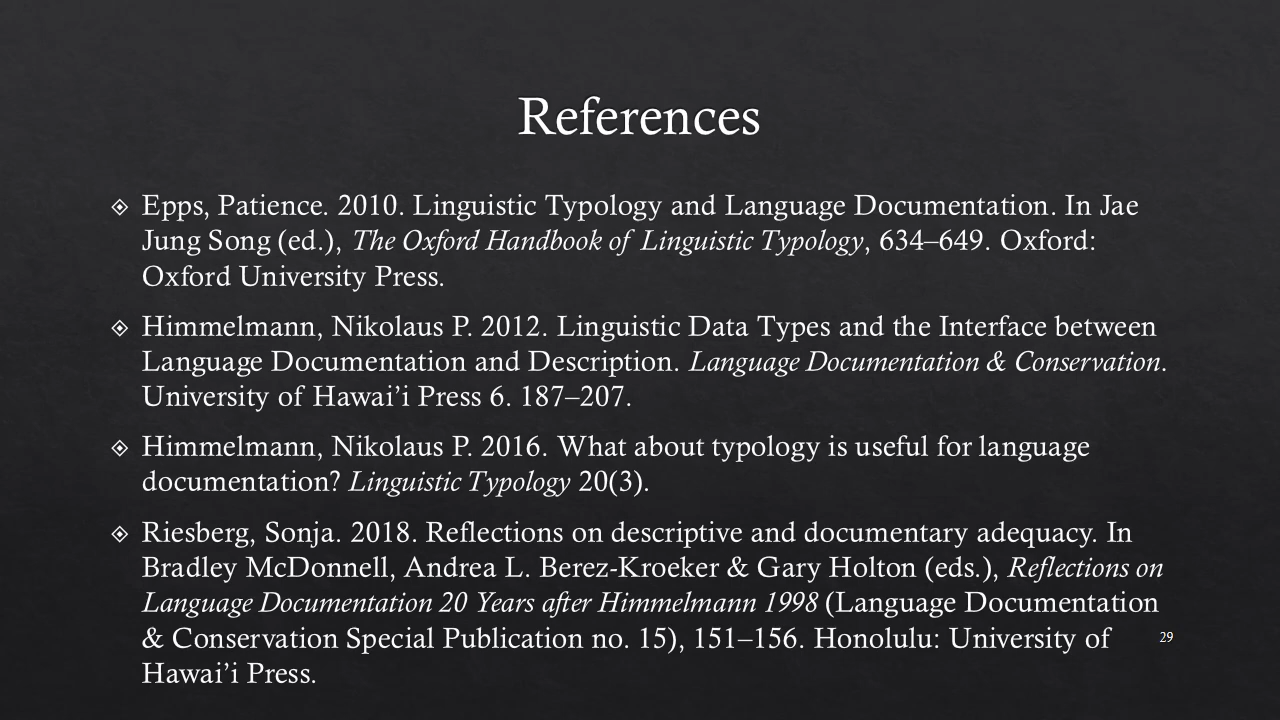 References
Epps, Patience. 2010. Linguistic Typology and Language Documentation. In Jae
Jung Song (ed.), The Oxford Handbook of Linguistic Typology, 634–649. Oxford:
Oxford University Press.
Himmelmann, Nikolaus P. 2012. Linguistic Data Types and the Interface between
Language Documentation and Description. Language Documentation & Conservation.
University of Hawai’i Press 6. 187–207.
Himmelmann, Nikolaus P. 2016. What about typology is useful for language
documentation? Linguistic Typology 20(3).
Riesberg, Sonja. 2018. Reflections on descriptive and documentary adequacy. In
Bradley McDonnell, Andrea L. Berez-Kroeker & Gary Holton (eds.), Reflections on
Language Documentation 20 Years after Himmelmann 1998 (Language Documentation
& Conservation Special Publication no. 15), 151–156. Honolulu: University of
Hawai’i Press.
29